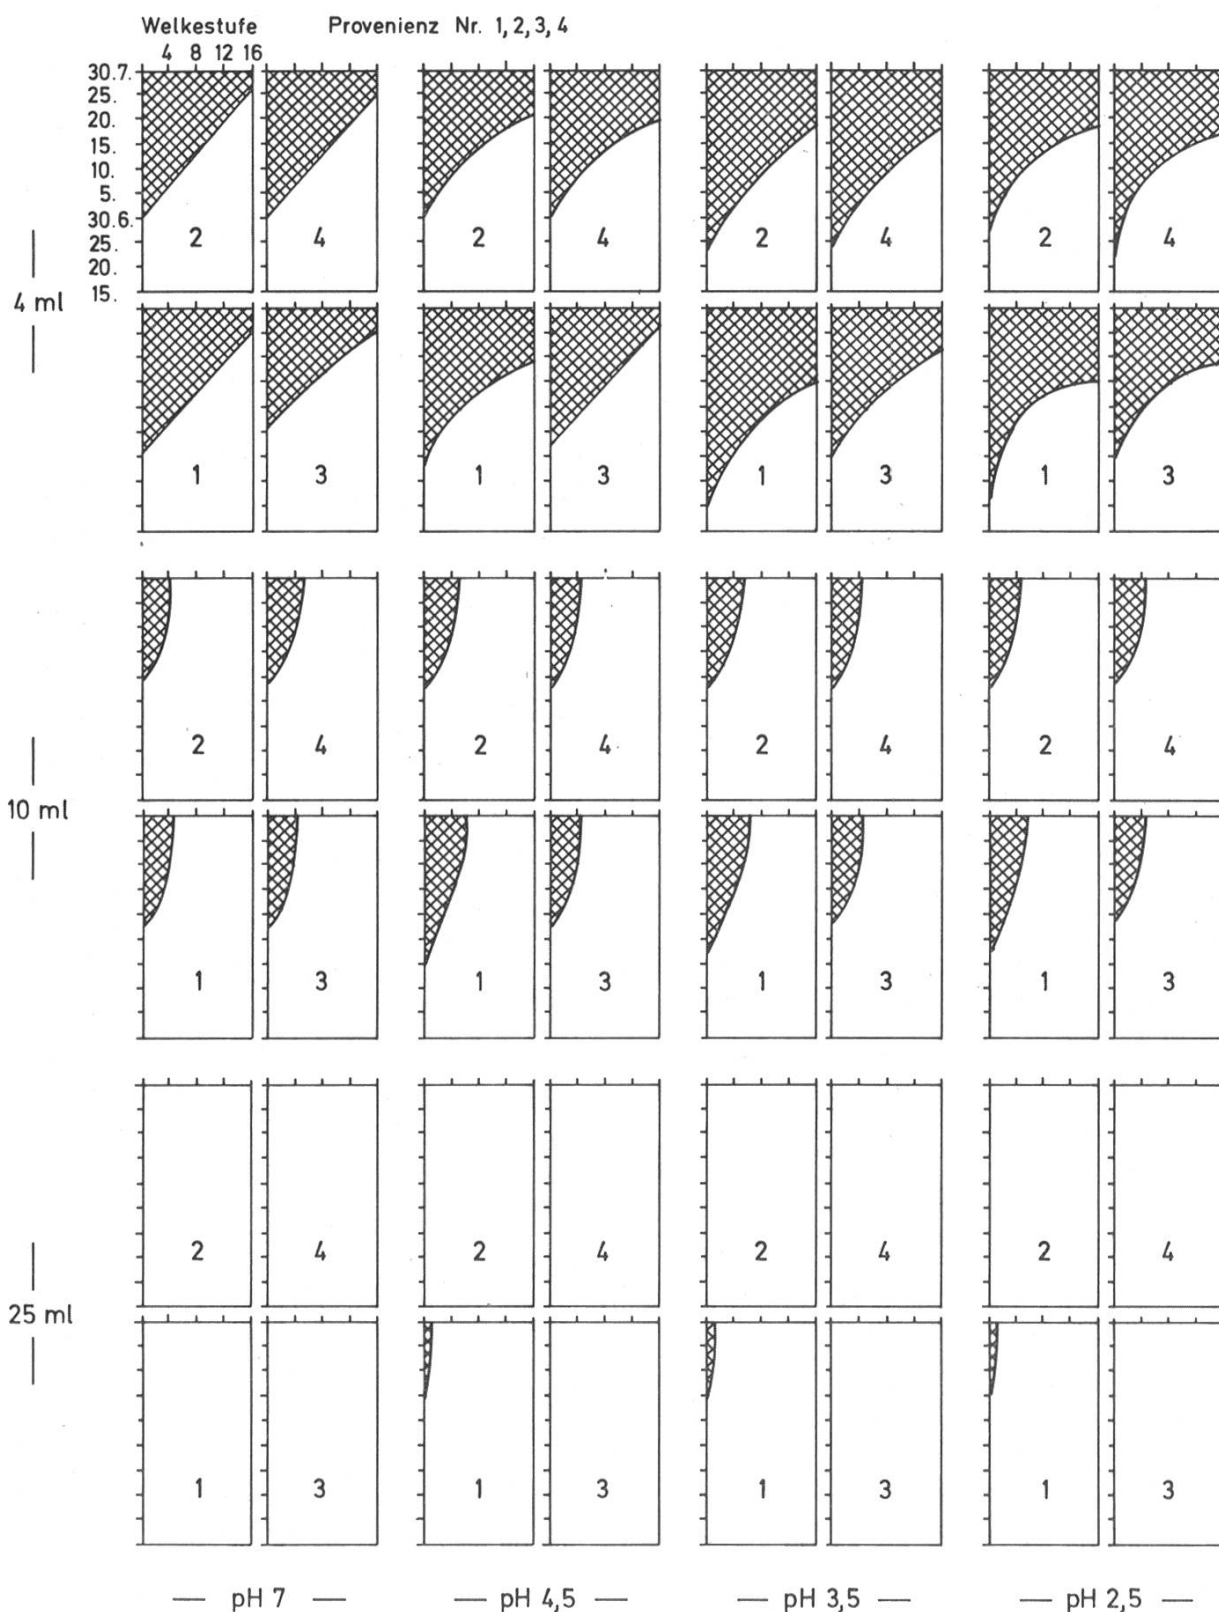 Welkestufe Provenienz Nr. 1, 2, 3, 4
4 8 12 16
30.7.
25.
20.
15.
10.
5.
30.6.
25.
20.
15.
2 4 2 4 2 4 2 4
4 ml
1 3 1 3 1 3 1 3
2 4 2 4 2 4 2 4
10 ml
1 3 1 3 1 3 1 3
2 4 2 4 2 4 2 4
25 ml
1 3 1 3 1 3 1 3
— pH 7 — — pH 4,5 — — pH 3,5 — — pH 2,5 —